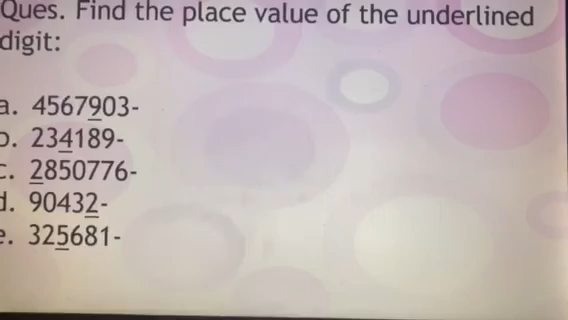 Ques. Find the place value of the underlined
digit:
a. 4567903-
b. 234189-
c. 2850776-
d. 90432-
e. 325681-